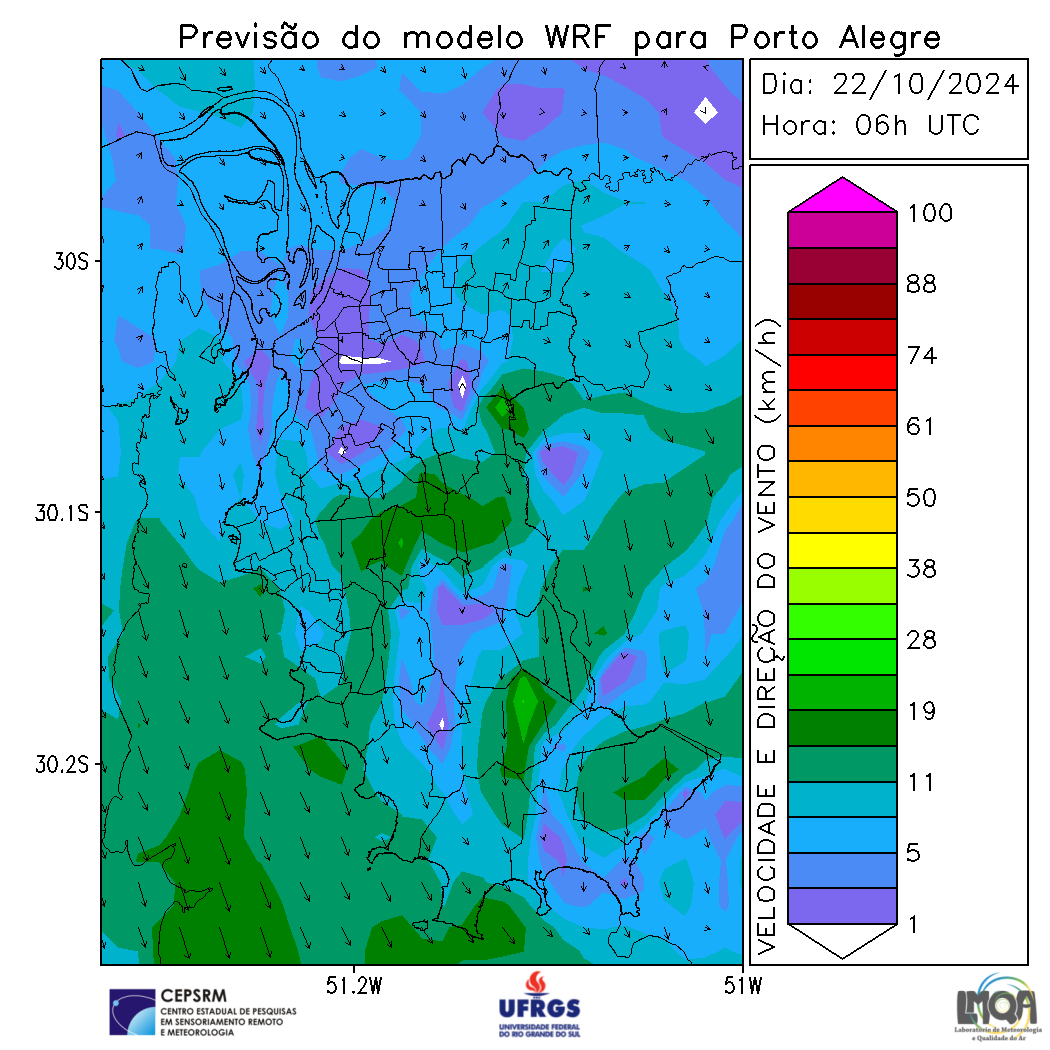 Previsão do modelo WRF para Porto Alegre
Dia: 22/10/2024
Hora: 06h UTC
30S
30.1S
30.2S
51.2W
51W
VELOCIDADE E DIREÇÃO DO VENTO (km/h)
100
88
74
61
50
38
28
19
11
5
1
CEPSRM
CENTRO ESTADUAL DE PESQUISAS
EM SENSORIAMENTO REMOTO
E METEOROLOGIA
UFRGS
UNIVERSIDADE FEDERAL
DO RIO GRANDE DO SUL
LMQA
Laboratório de Meteorologia
e Qualidade do Ar